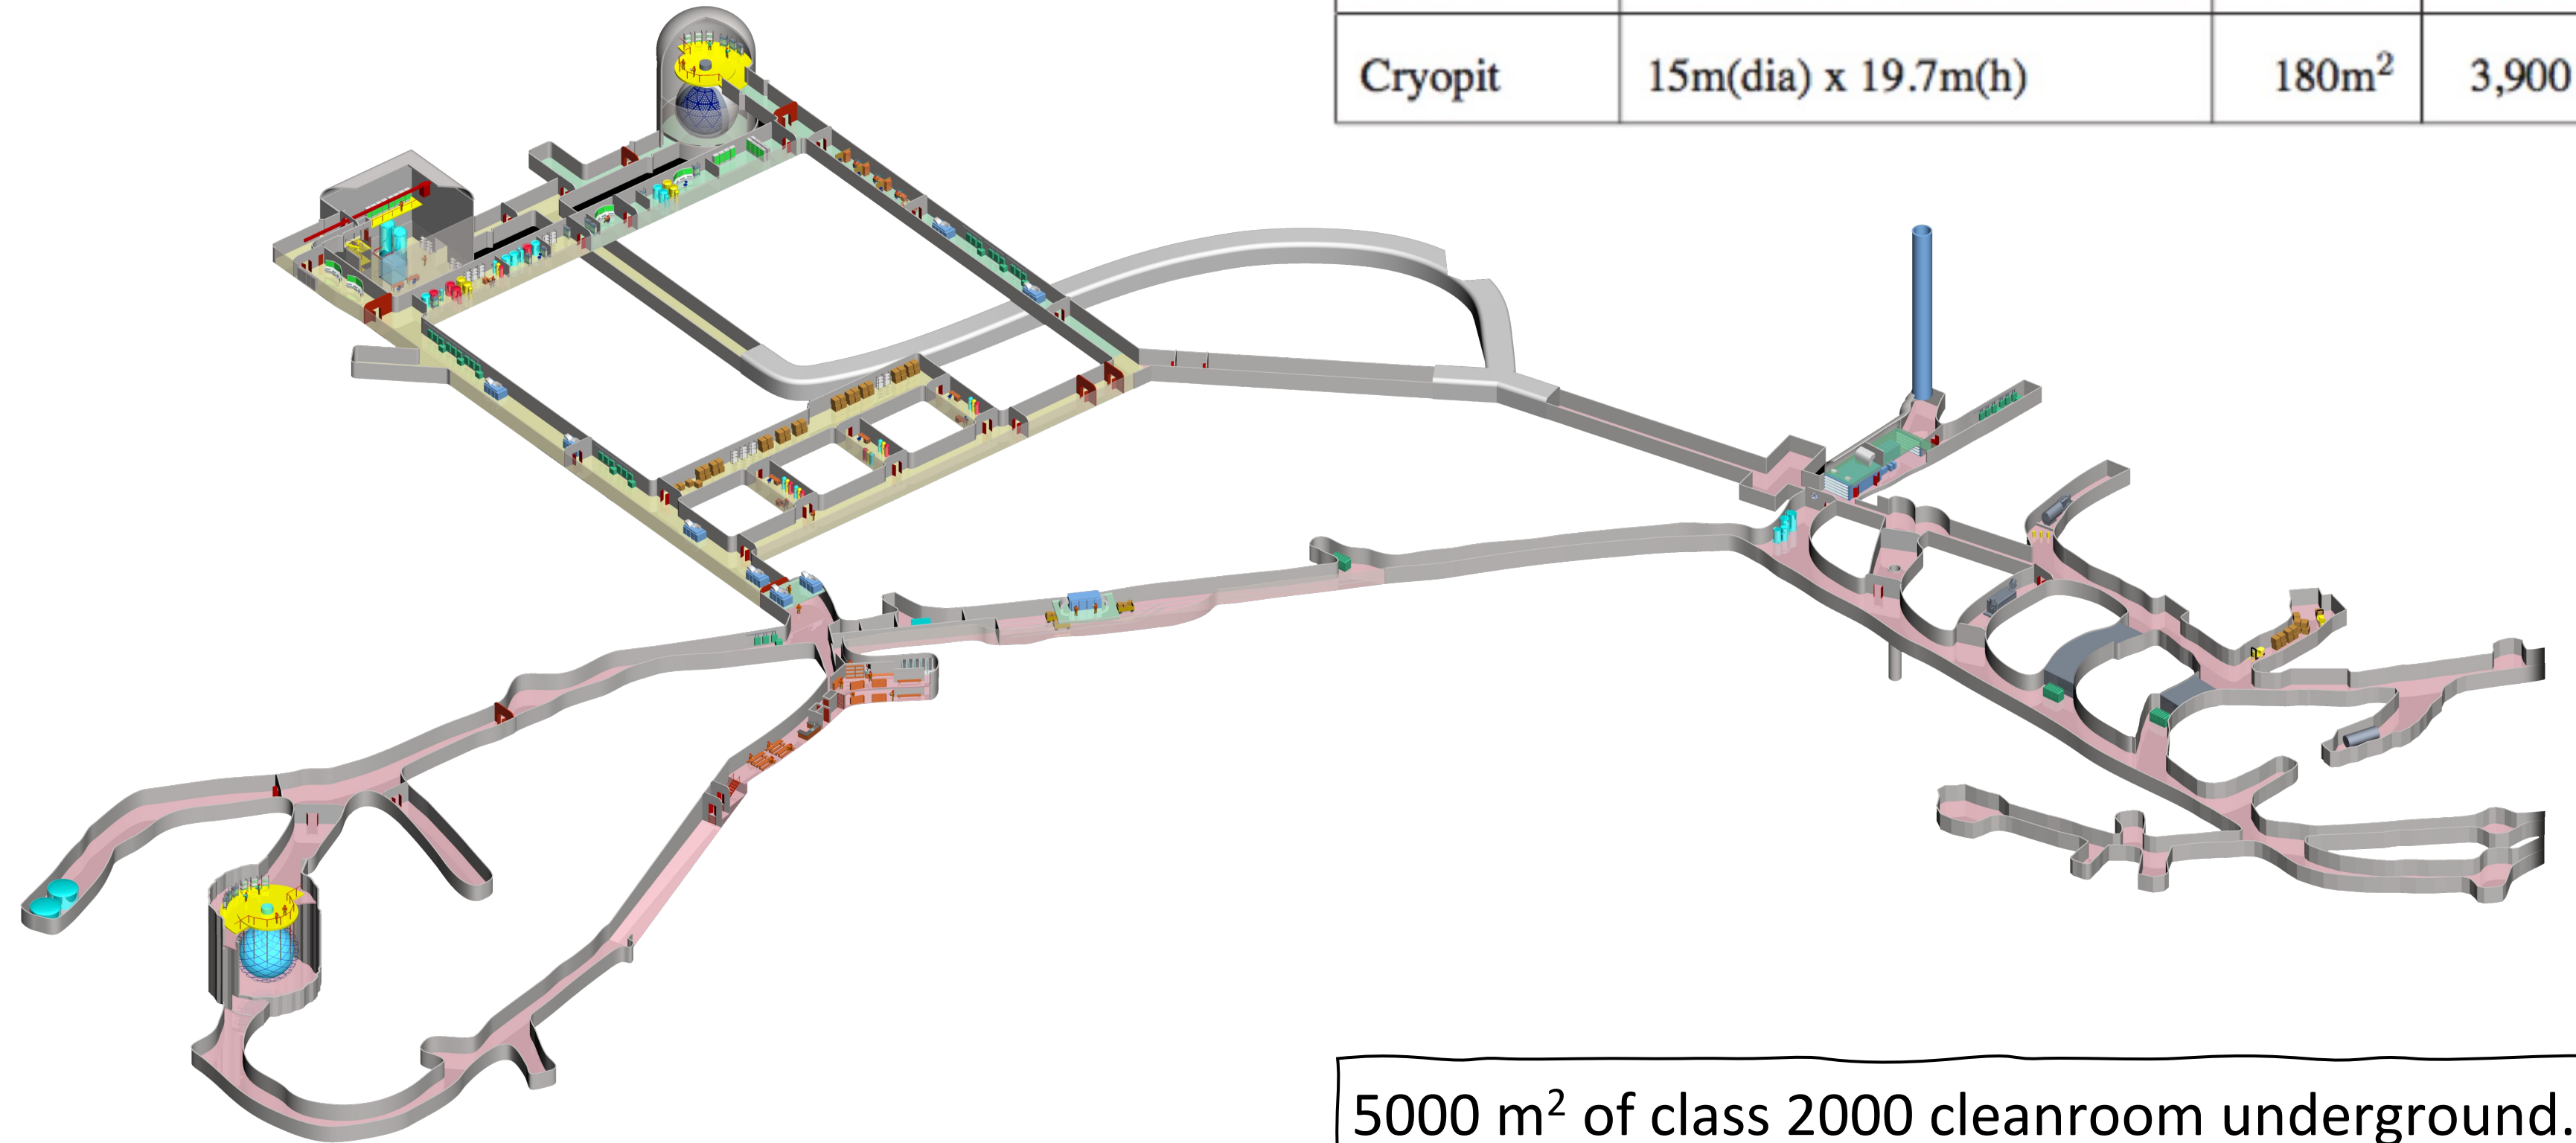 Cryopit 15m(dia) x 19.7m(h) 180m² 3,900
5000 m² of class 2000 cleanroom underground.